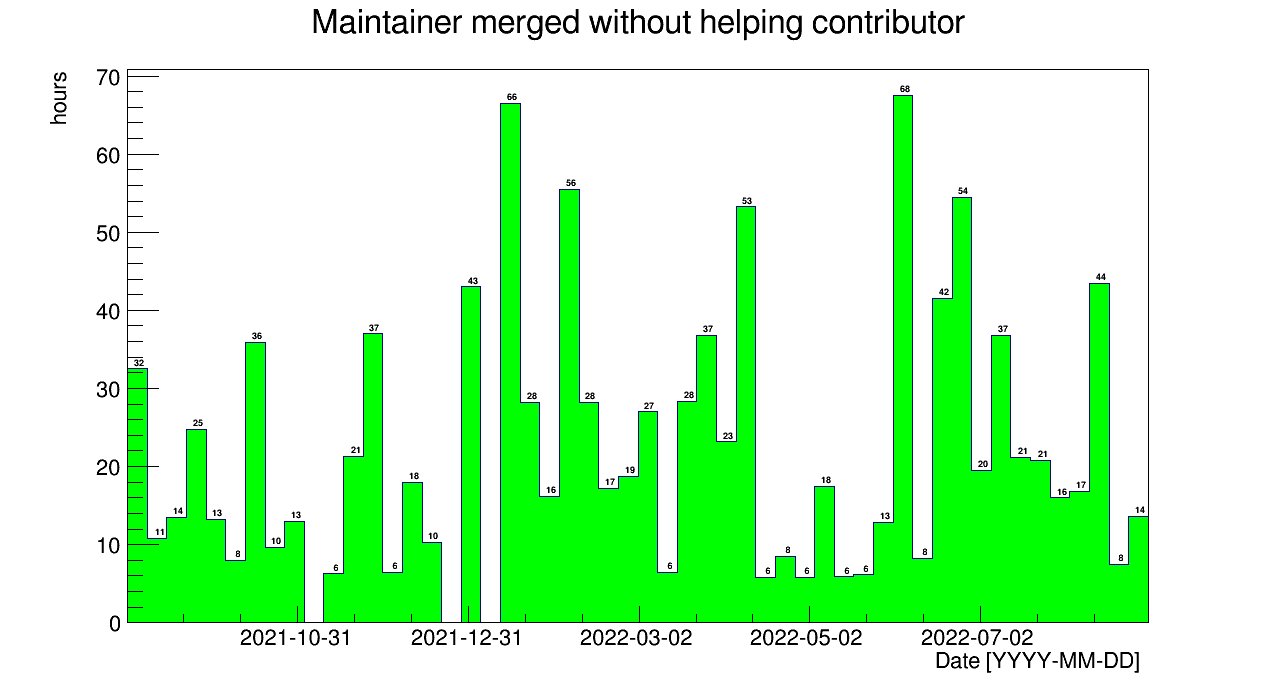 Maintainer merged without helping contributor
hours
70
60
50
40
30
20
10
0
32 11 14 25 13 8 36 10 13 6 21 37 6 18 10 43 66 28 16 56 28 17 19 27 6 28 37 23 53 6 8 6 18 6 6 13 68 8 42 54 20 37 21 21 16 17 44 8 14
2021-10-31 2021-12-31 2022-03-02 2022-05-02 2022-07-02
Date [YYYY-MM-DD]